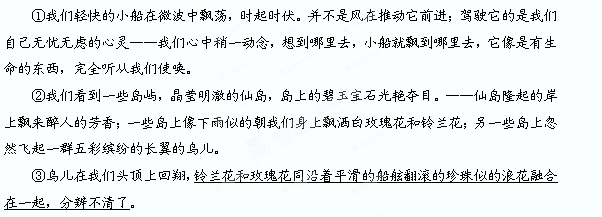 ①我们轻快的小船在微波中飘荡，时起时伏。并不是风在推动它前进；驾驶它的是我们
自己无忧无虑的心灵——我们心中稍一动念，想到哪里去，小船就飘到哪里去，它像是有生
命的东西，完全听从我们使唤。
②我们看到一些岛屿，晶莹明澈的仙岛，岛上的碧玉宝石光艳夺目。——仙岛隆起的岸
上飘来醉人的芳香；一些岛上像下雨似的朝我们身上飘洒白玫瑰花和铃兰花；另一些岛上忽
然飞起一群五彩缤纷的长翼的鸟儿。
③鸟儿在我们头顶上回翔，铃兰花和玫瑰花同沿着平滑的船舷翻滚的珍珠似的浪花融合
在一起，分辨不清了。